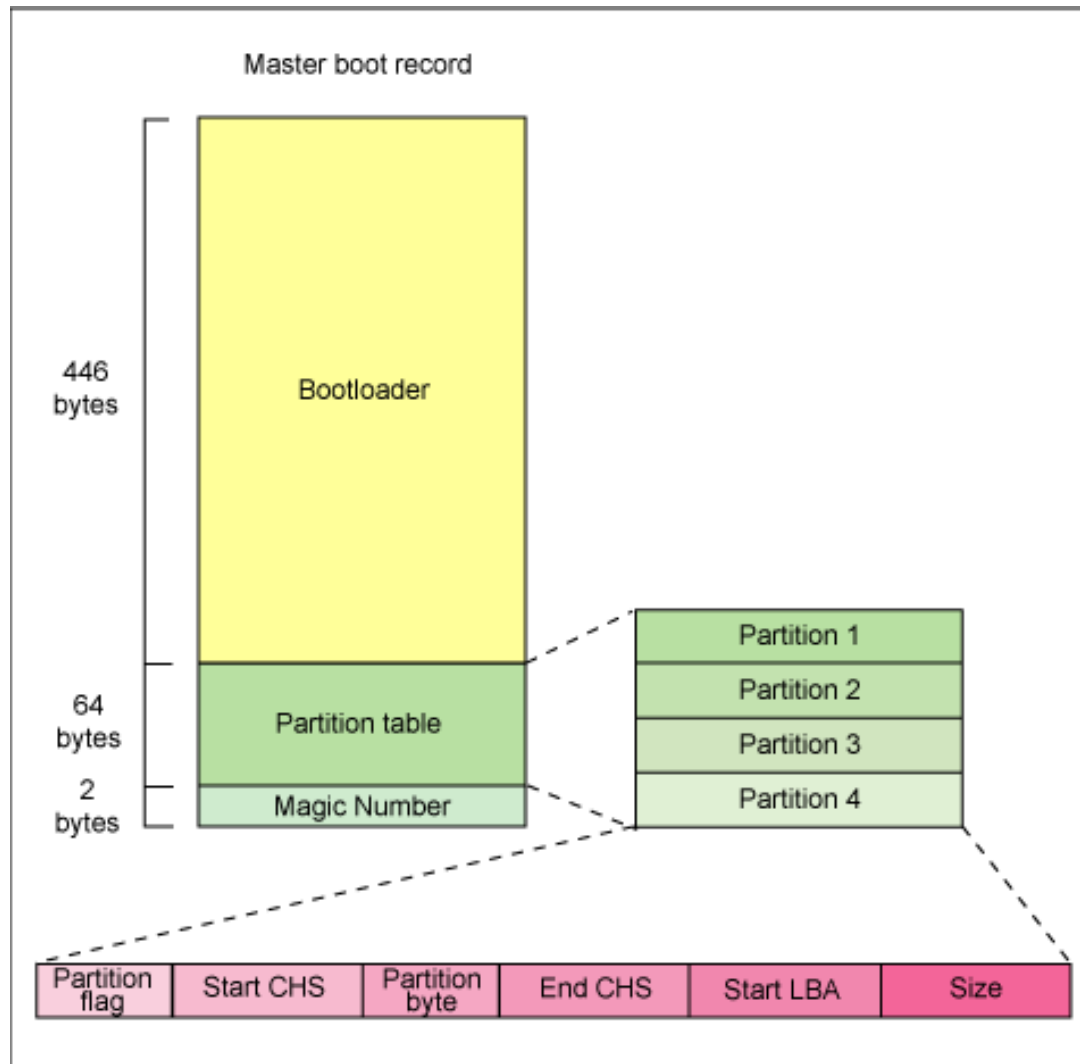 Master boot record
446
bytes
Bootloader
64
bytes
Partition table
2
bytes
Magic Number
Partition 1
Partition 2
Partition 3
Partition 4
Partition
flag
Start CHS
Partition
byte
End CHS
Start LBA
Size